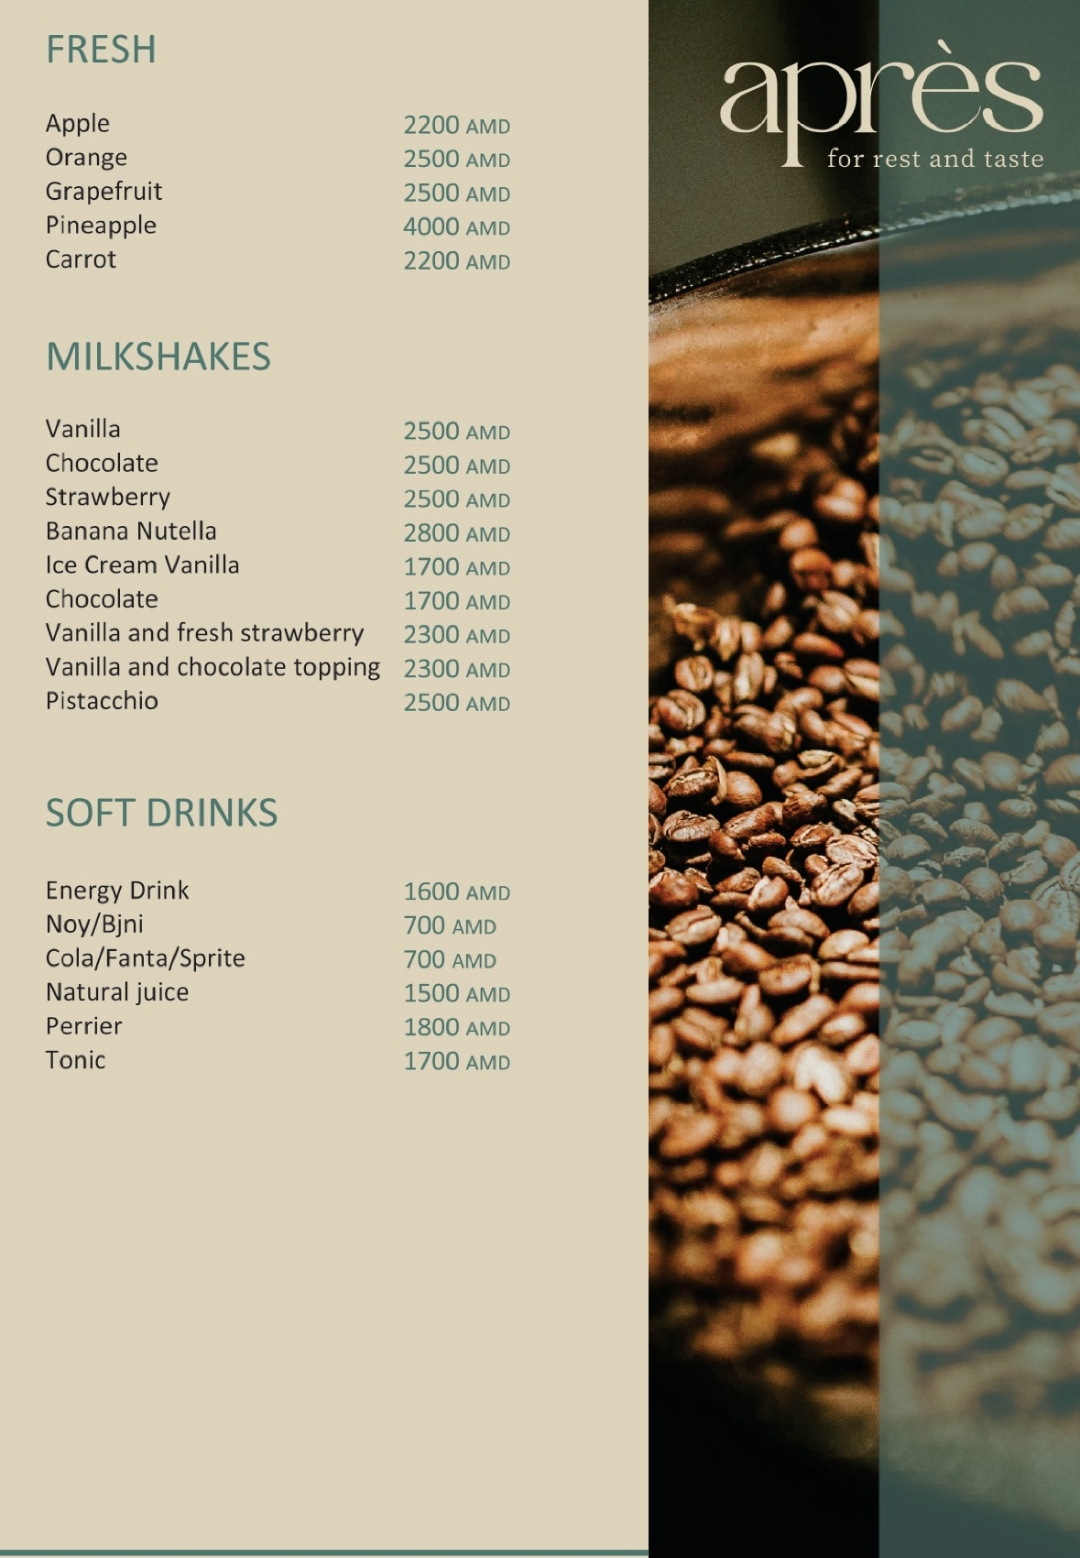 FRESH
Apple 2200 AMD
Orange 2500 AMD
Grapefruit 2500 AMD
Pineapple 4000 AMD
Carrot 2200 AMD
MILKSHAKES
Vanilla 2500 AMD
Chocolate 2500 AMD
Strawberry 2500 AMD
Banana Nutella 2800 AMD
Ice Cream Vanilla 1700 AMD
Chocolate 1700 AMD
Vanilla and fresh strawberry 2300 AMD
Vanilla and chocolate topping 2300 AMD
Pistacchio 2500 AMD
SOFT DRINKS
Energy Drink 1600 AMD
Noy/Bjni 700 AMD
Cola/Fanta/Sprite 700 AMD
Natural juice 1500 AMD
Perrier 1800 AMD
Tonic 1700 AMD
après
for rest and taste